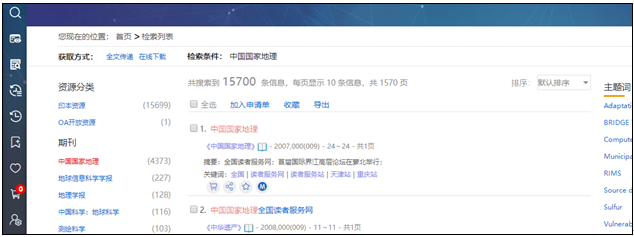 您现在的位置： 首页 > 检索列表
获取方式： 全文传递 在线下载
检索条件： 中国国家地理
资源分类
印本资源 (15699)
OA开放资源 (1)
期刊
中国国家地理 (4373)
地球信息科学学报 (227)
地理学报 (128)
中国科学：地球科学 (116)
测绘科学 (103)
共搜索到 15700 条信息，每页显示 10 条信息，共 1570 页
排序： 默认排序
全选 加入申请单 收藏 导出
1. 中国国家地理
《中国国家地理》 - 2007,000(009) - 24～24 - 共1页
摘要：全国读者服务网：首届国际界江高层论坛在萝北举行；
关键词：全国 | 读者服务网 | 读者服务站 | 天津站 | 重庆站
W
2. 中国国家地理全国读者服务网
《中华遗产》 - 2008,000(009) - 11～11 - 共1页
主题词
Adaptati
BRIDGE
Compute
Municipa
RIMS
Source d
Sulfur
Vulnerab
0